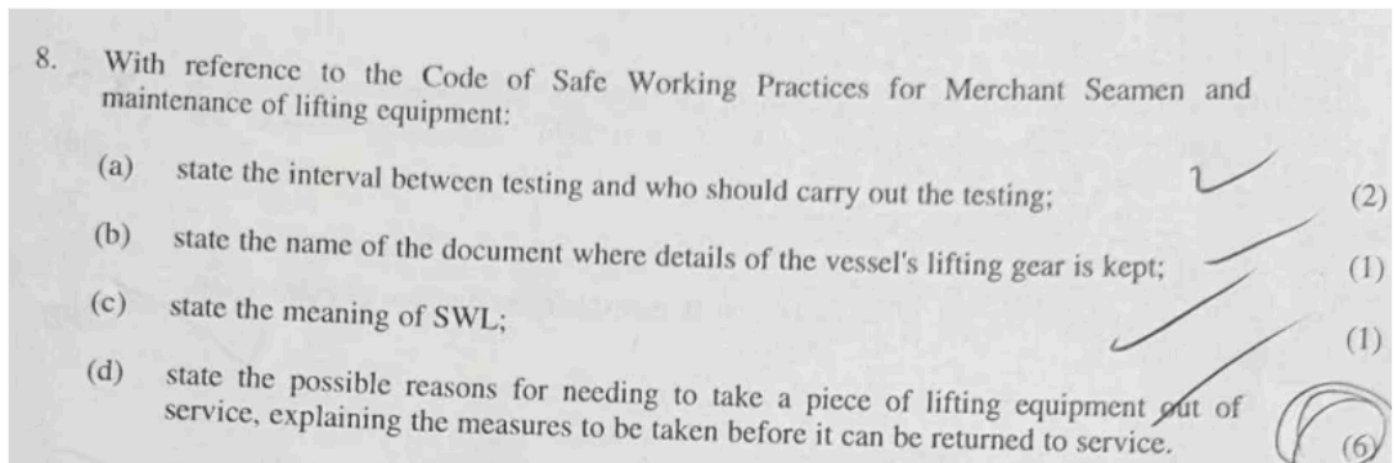 8. With reference to the Code of Safe Working Practices for Merchant Seamen and
maintenance of lifting equipment:
(a) state the interval between testing and who should carry out the testing; (2)
(b) state the name of the document where details of the vessel's lifting gear is kept; (1)
(c) state the meaning of SWL; (1)
(d) state the possible reasons for needing to take a piece of lifting equipment out of
service, explaining the measures to be taken before it can be returned to service. (6)